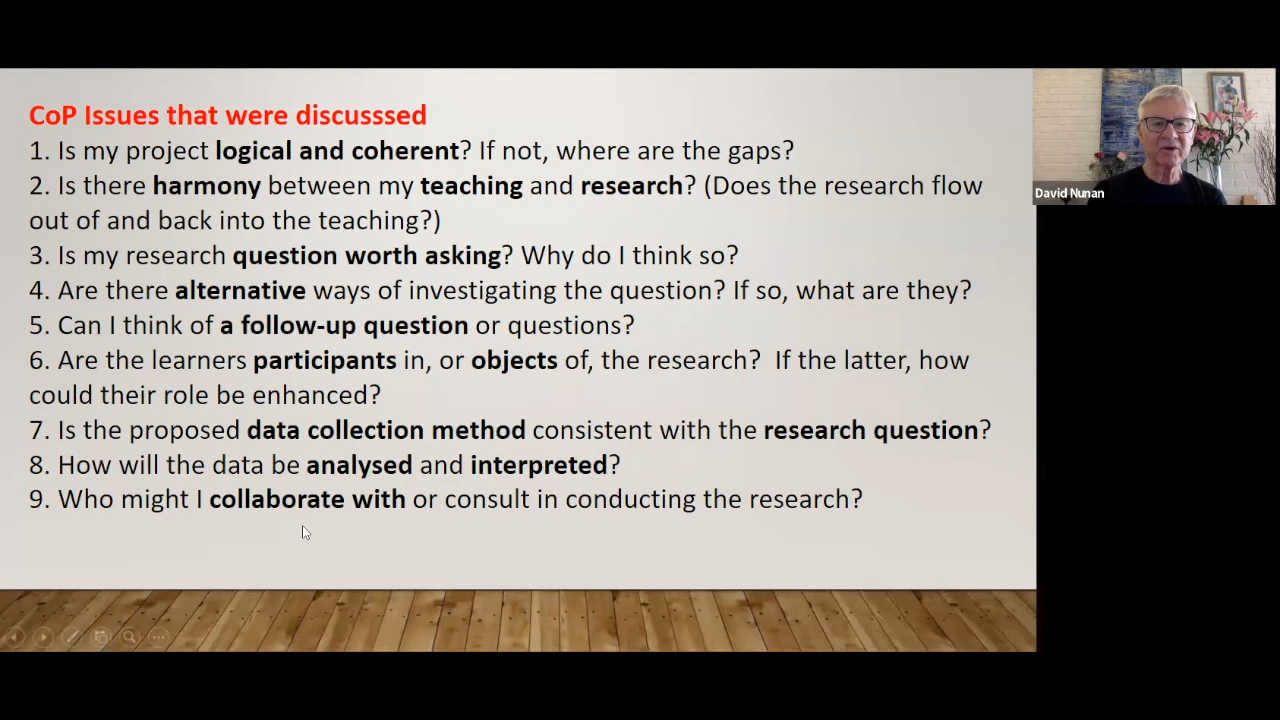 CoP Issues that were discusssed
1. Is my project logical and coherent? If not, where are the gaps?
2. Is there harmony between my teaching and research? (Does the research flow
out of and back into the teaching?)
3. Is my research question worth asking? Why do I think so?
4. Are there alternative ways of investigating the question? If so, what are they?
5. Can I think of a follow-up question or questions?
6. Are the learners participants in, or objects of, the research?  If the latter, how
could their role be enhanced?
7. Is the proposed data collection method consistent with the research question?
8. How will the data be analysed and interpreted?
9. Who might I collaborate with or consult in conducting the research?
David Nunan